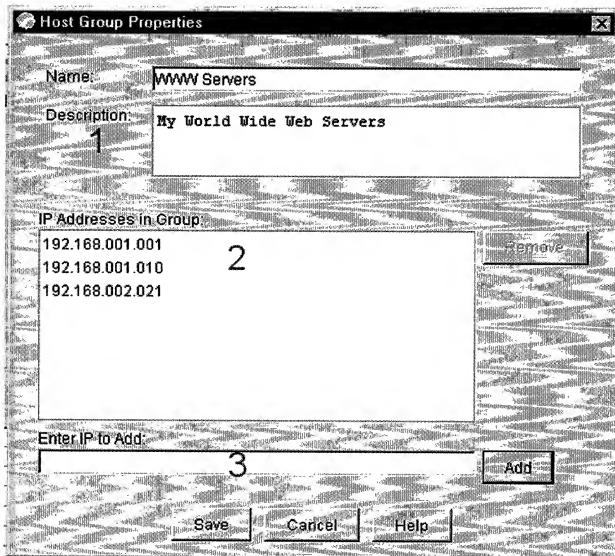 Host Group Properties
Name: WWW Servers
Description: My World Wide Web Servers
1
IP Addresses in Group:
192.168.001.001
2
192.168.001.010
192.168.002.021
Remove
Enter IP to Add:
3
Add
Save Cancel Help